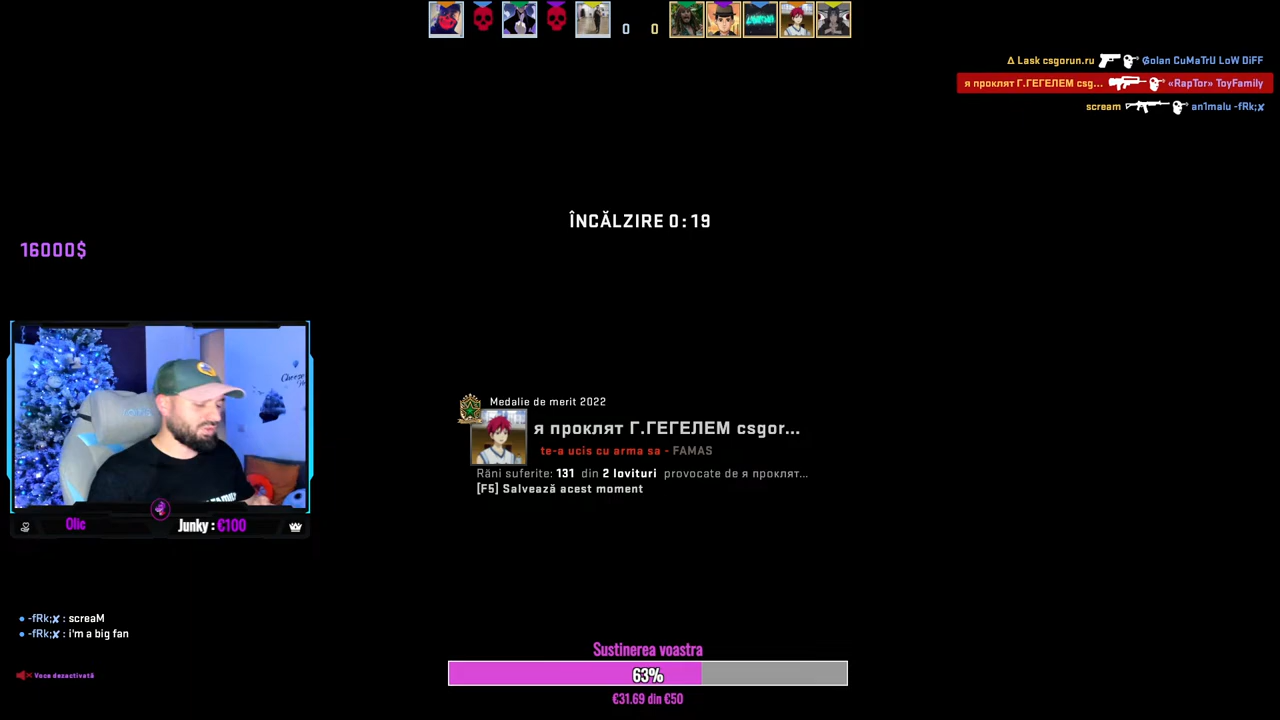 0 0
Δ Lask csgorun.ru Golan CuMaTrU LoW DiFF
я проклят Г.ГЕГЕЛЕМ csg... «RapTor» ToyFamily
scream an1malu -fRk;✘
ÎNCĂLZIRE 0:19
16000$
Medalie de merit 2022
я проклят Г.ГЕГЕЛЕМ csgor...
te-a ucis cu arma sa - FAMAS
Răni suferite: 131 din 2 lovituri provocate de я проклят...
[F5] Salvează acest moment
Olic Junky : €100
-fRk;✘ : screaM
-fRk;✘ : i'm a big fan
Voce dezactivată
Sustinerea voastra
63%
€31.69 din €50